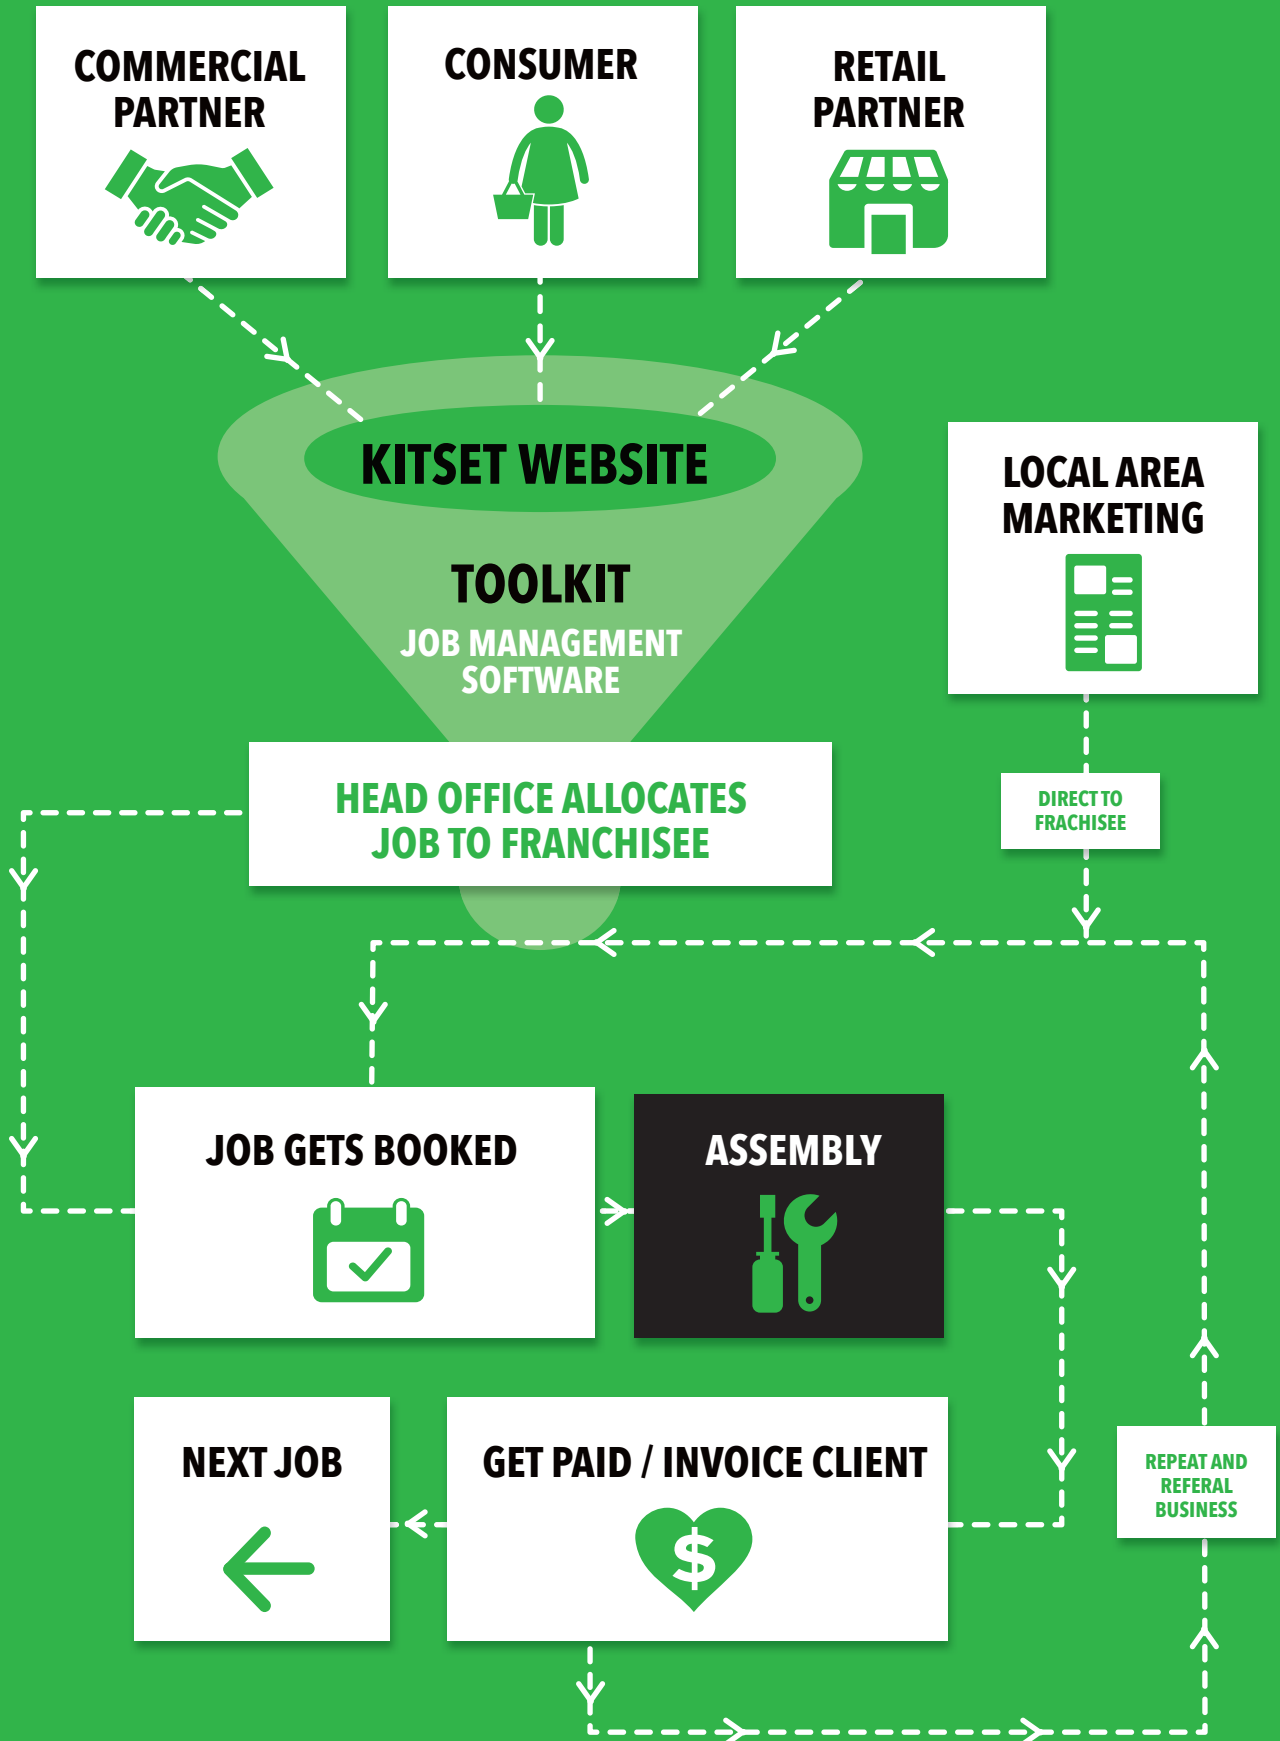 COMMERCIAL
PARTNER
CONSUMER
RETAIL
PARTNER
KITSET WEBSITE
TOOLKIT
JOB MANAGEMENT
SOFTWARE
LOCAL AREA
MARKETING
HEAD OFFICE ALLOCATES
JOB TO FRANCHISEE
DIRECT TO
FRACHISEE
JOB GETS BOOKED
ASSEMBLY
NEXT JOB
GET PAID / INVOICE CLIENT
$
REPEAT AND
REFERAL
BUSINESS